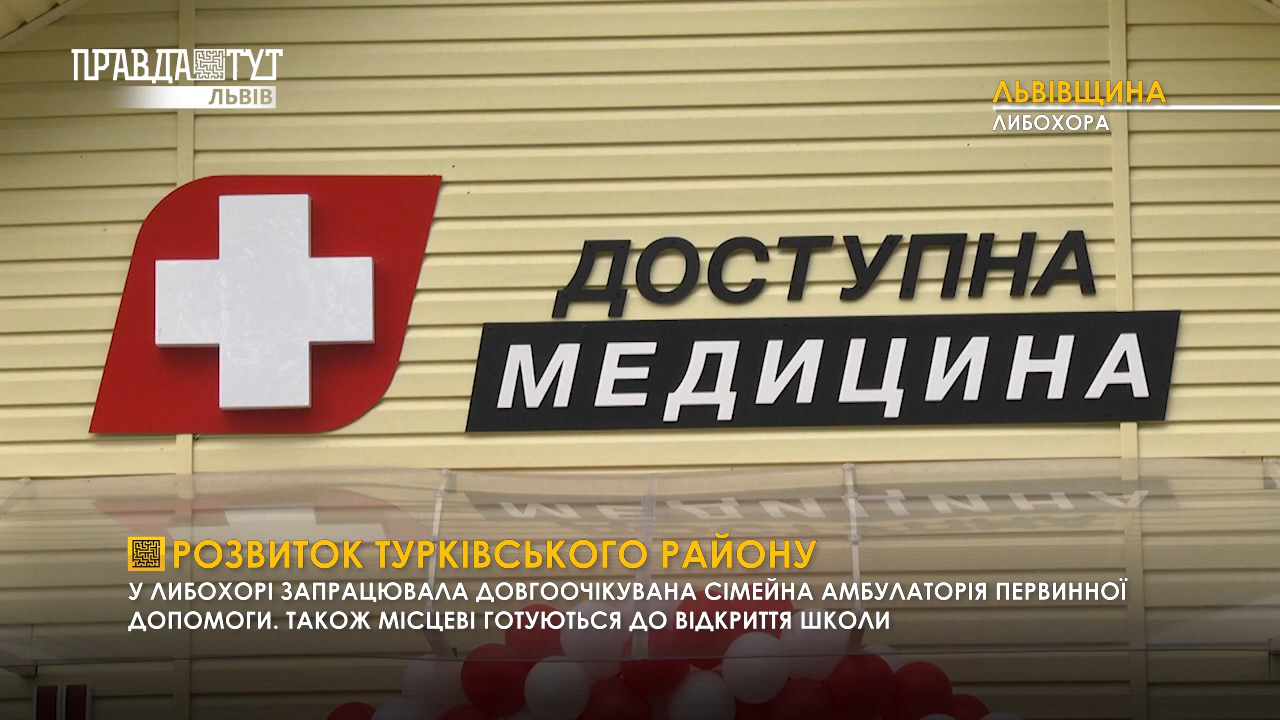 ПРАВДА ТУТ
ЛЬВІВ
ЛЬВІВЩИНА
ЛИБОХОРА
ДОСТУПНА
МЕДИЦИНА
РОЗВИТОК ТУРКІВСЬКОГО РАЙОНУ
У ЛИБОХОРІ ЗАПРАЦЮВАЛА ДОВГООЧІКУВАНА СІМЕЙНА АМБУЛАТОРІЯ ПЕРВИННОЇ
ДОПОМОГИ. ТАКОЖ МІСЦЕВІ ГОТУЮТЬСЯ ДО ВІДКРИТТЯ ШКОЛИ